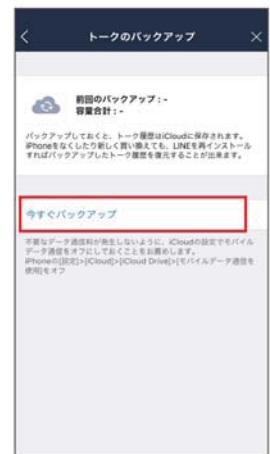 トークのバックアップ
前回のバックアップ：-
容量合計：-
バックアップしておくと、トーク履歴はiCloudに保存されます。
iPhoneをなくしたり新しく買い換えても、LINEを再インストール
すればバックアップしたトーク履歴を復元することが出来ます。
今すぐバックアップ
不要なデータ通信料が発生しないように、iCloudの設定でモバイル
データ通信をオフにしておくことをお薦めします。
iPhoneの[設定]>[iCloud]>[iCloud Drive]>[モバイルデータ通信を
使用]をオフ